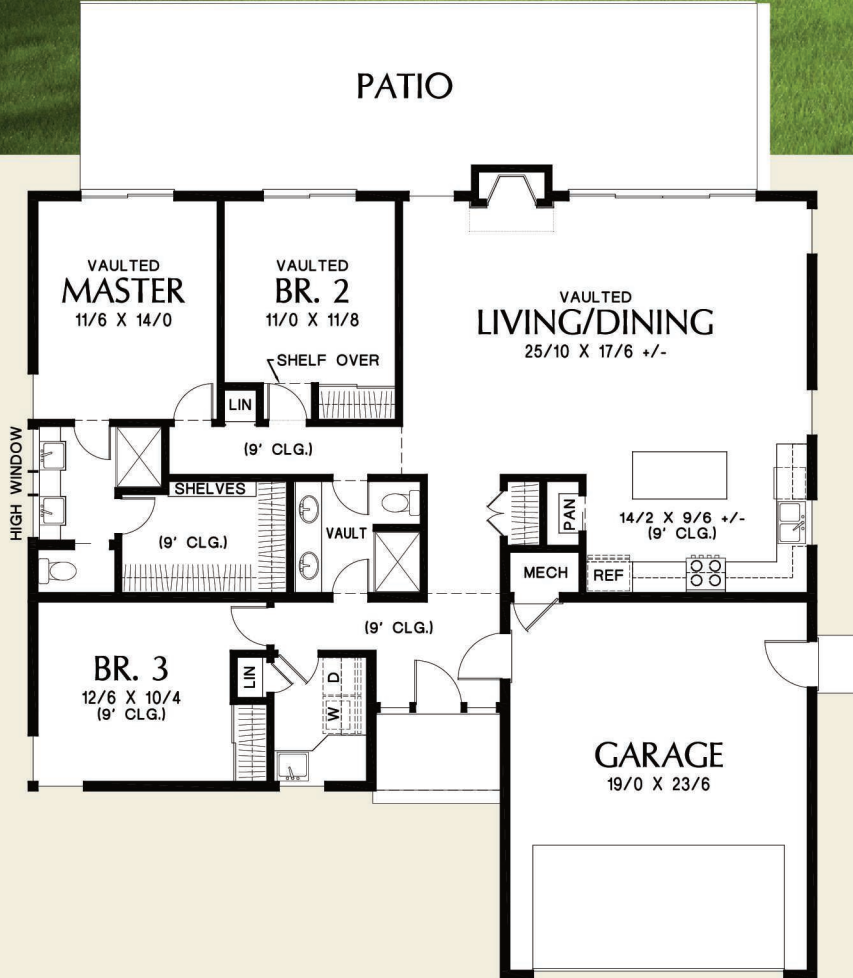 PATIO
VAULTED
MASTER
11/6 X 14/0
VAULTED
BR. 2
11/0 X 11/8
SHELF OVER
VAULTED
LIVING/DINING
25/10 X 17/6 +/-
LIN
(9' CLG.)
HIGH WINDOW
SHELVES
(9' CLG.)
VAULT
PAN
14/2 X 9/6 +/-
(9' CLG.)
MECH
REF
(9' CLG.)
BR. 3
12/6 X 10/4
(9' CLG.)
LIN
D
W
GARAGE
19/0 X 23/6